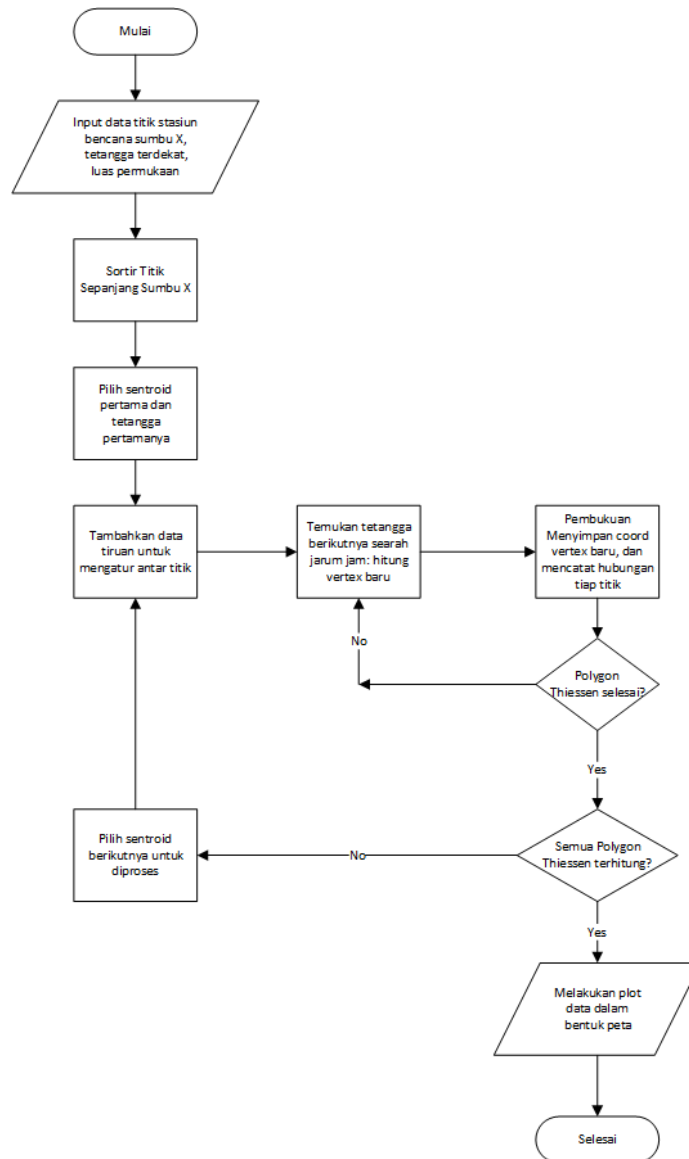 Mulai
Input data titik stasiun
bencana sumbu X,
tetangga terdekat,
luas permukaan
Sortir Titik
Sepanjang Sumbu X
Pilih sentroid
pertama dan
tetangga
pertamanya
Tambahkan data
tiruan untuk
mengatur antar titik
Temukan tetangga
berikutnya searah
jarum jam: hitung
vertex baru
Pembukuan
Menyimpan coord
vertex baru, dan
mencatat hubungan
tiap titik
No
Polygon
Thiessen selesai?
Yes
Pilih sentroid
berikutnya untuk
diproses
No
Semua Polygon
Thiessen terhitung?
Yes
Melakukan plot
data dalam
bentuk peta
Selesai